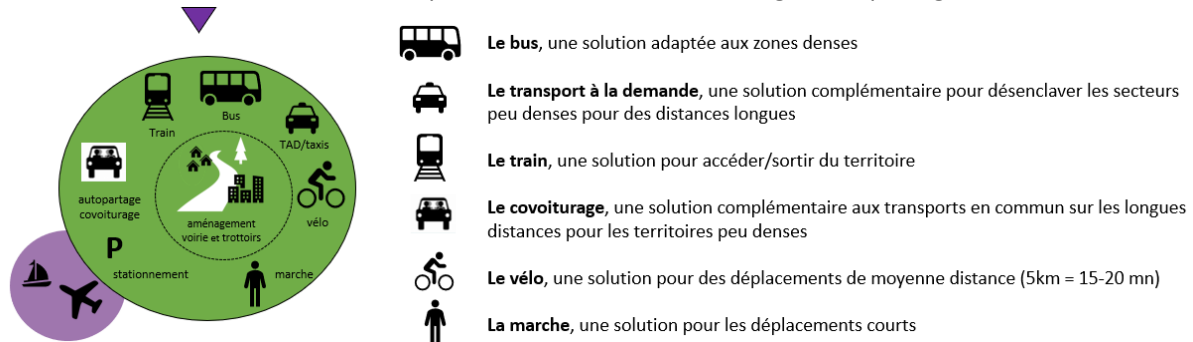 Train
Bus
TAD/taxis
autopartage
covoiturage
aménagement
voirie et trottoirs
vélo
P
stationnement
marche
Le bus, une solution adaptée aux zones denses
Le transport à la demande, une solution complémentaire pour désenclaver les secteurs
peu denses pour des distances longues
Le train, une solution pour accéder/sortir du territoire
Le covoiturage, une solution complémentaire aux transports en commun sur les longues
distances pour les territoires peu denses
Le vélo, une solution pour des déplacements de moyenne distance (5km = 15-20 mn)
La marche, une solution pour les déplacements courts